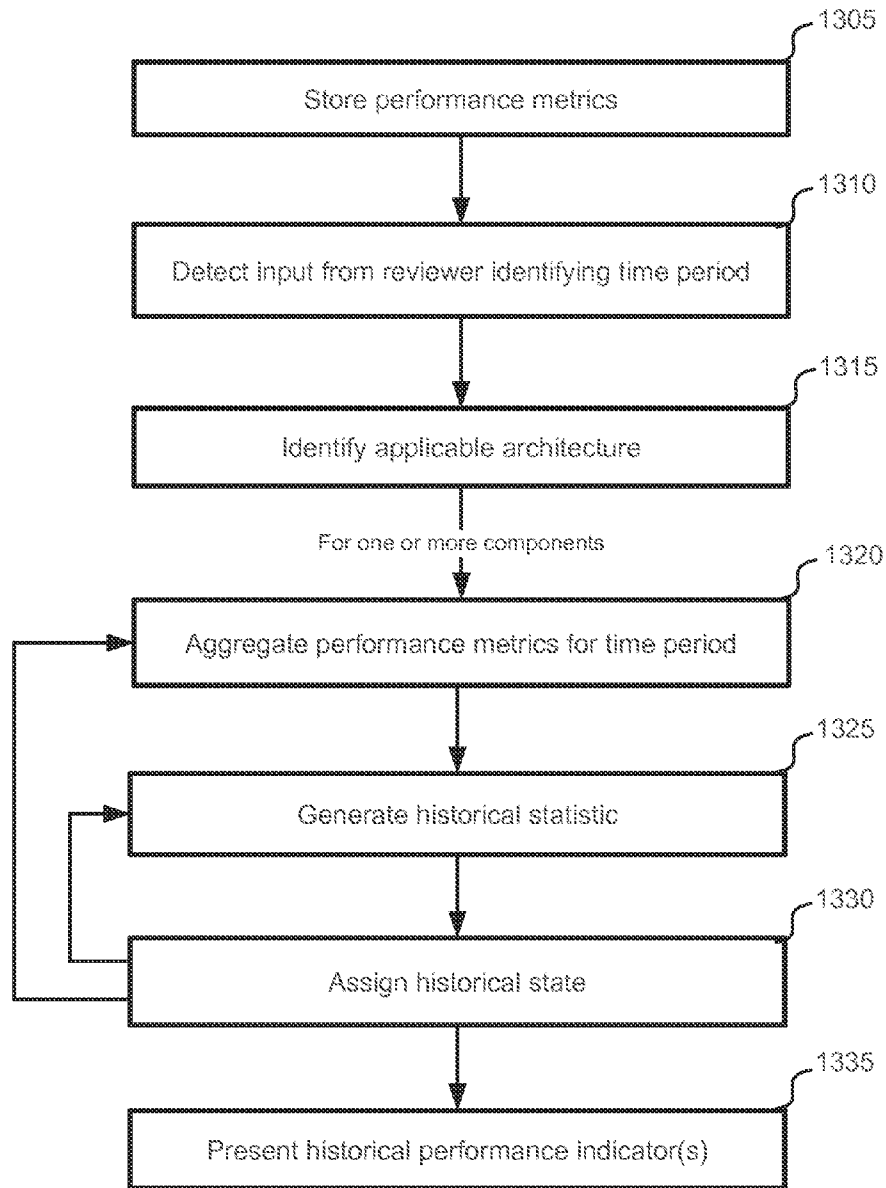 1305
Store performance metrics
1310
Detect input from reviewer identifying time period
1315
Identify applicable architecture
For one or more components
1320
Aggregate performance metrics for time period
1325
Generate historical statistic
1330
Assign historical state
1335
Present historical performance indicator(s)